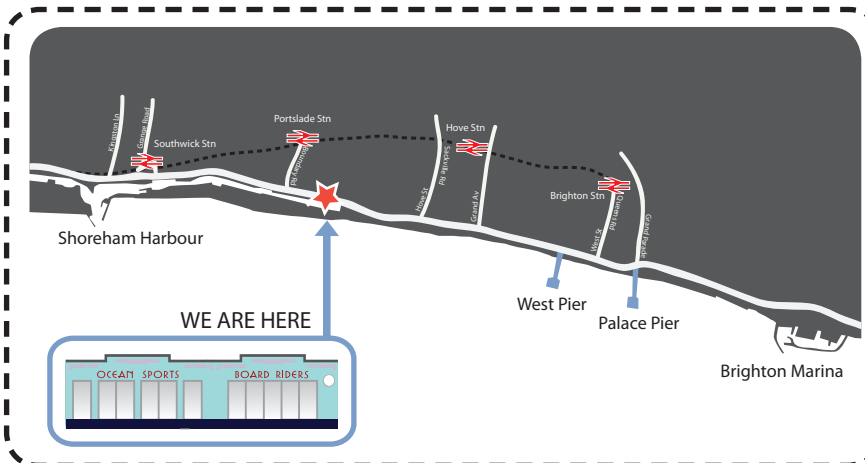 Kingston Ln
Grange Road
Southwick Stn
Portslade Stn
Boundary Rd
Hove Stn
Sackville Rd
Hove St
Grand Av
Brighton Stn
Queens Rd
West St
Grand Parade
Shoreham Harbour
West Pier
Palace Pier
Brighton Marina
WE ARE HERE
OCEAN SPORTS BOARD RIDERS